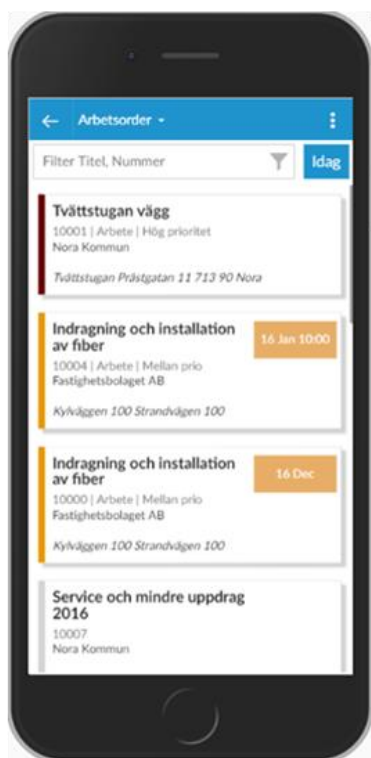 Arbetsorder
Filter Titel, Nummer
Idag
Tvättstugan vägg
10001 | Arbete | Hög prioritet
Nora Kommun
Tvättstugan Prästgatan 11 713 90 Nora
Indragning och installation
av fiber
16 Jan 10:00
10004 | Arbete | Mellan prio
Fastighetsbolaget AB
Kylväggen 100 Strandvägen 100
Indragning och installation
av fiber
16 Dec
10000 | Arbete | Mellan prio
Fastighetsbolaget AB
Kylväggen 100 Strandvägen 100
Service och mindre uppdrag
2016
10007
Nora Kommun